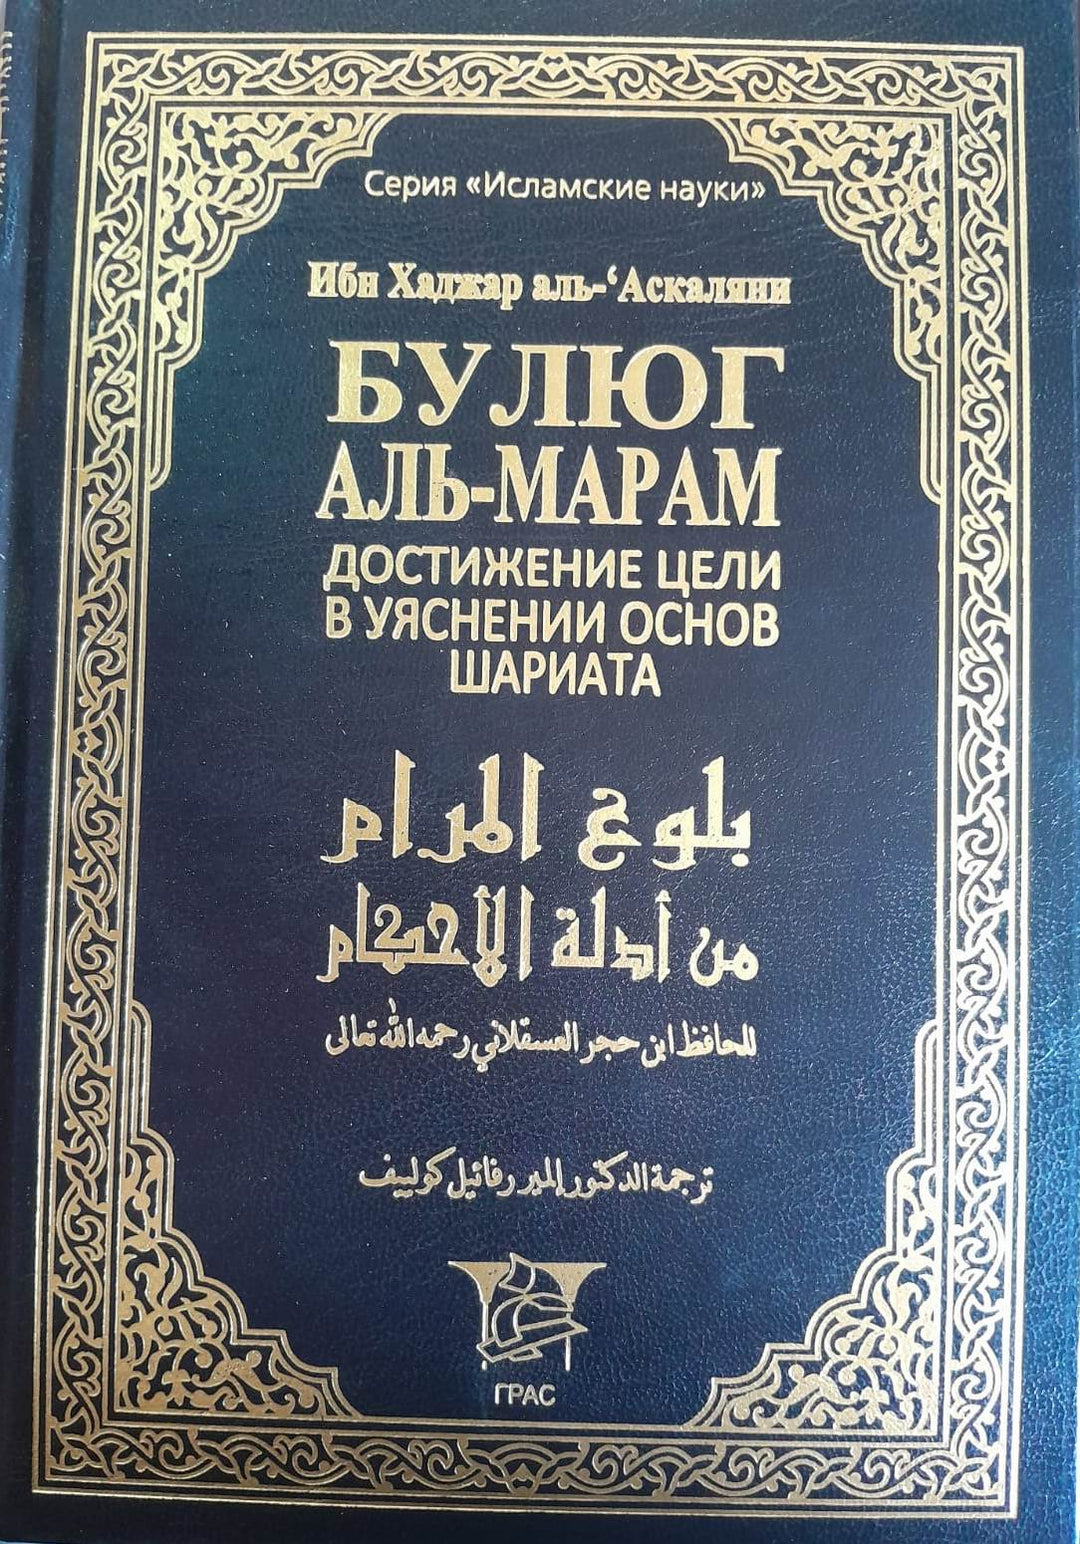 Серия «Исламские науки»
Ибн Хаджар аль-‘Аскаляни
БУЛЮГ
АЛЬ-МАРАМ
ДОСТИЖЕНИЕ ЦЕЛИ
В УЯСНЕНИИ ОСНОВ
ШАРИАТА
بلوغ المرام
من أدلة الأحكام
للحافظ ابن حجر العسقلاني رحمه الله تعالى
ترجمة الدكتور إلمير رفائيل كولييف
ГРАС